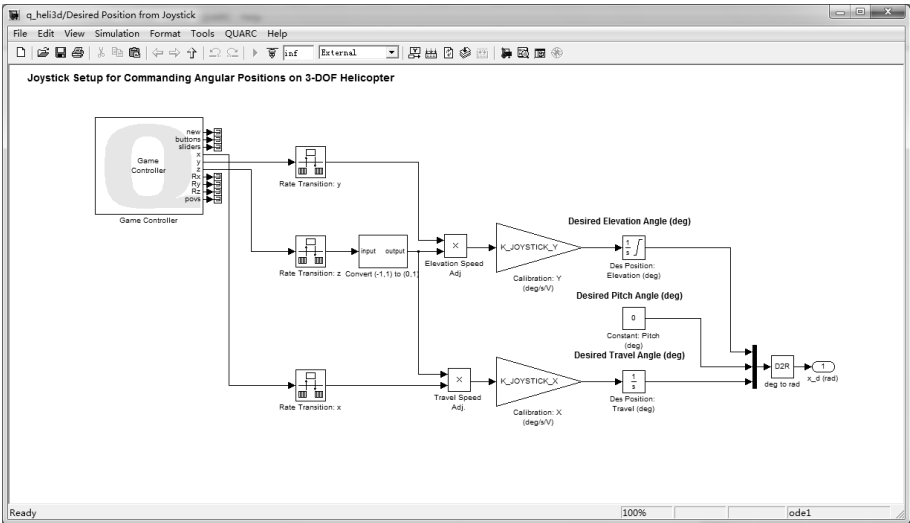 q_heli3d/Desired Position from Joystick
File Edit View Simulation Format Tools QUARC Help
inf External
Joystick Setup for Commanding Angular Positions on 3-DOF Helicopter
new
buttons
sliders
x
y
z
Rx
Ry
Rz
povs
Game
Controller
Game Controller
Rate Transition: y
Rate Transition: z
input output
Convert (-1,1) to (0,1)
×
Elevation Speed
Adj
K_JOYSTICK_Y
Calibration: Y
(deg/s/V)
Desired Elevation Angle (deg)
1
s
Des Position:
Elevation (deg)
Desired Pitch Angle (deg)
0
Constant: Pitch
(deg)
Desired Travel Angle (deg)
Rate Transition: x
×
Travel Speed
Adj.
K_JOYSTICK_X
Calibration: X
(deg/s/V)
1
s
Des Position:
Travel (deg)
D2R
deg to rad
1
x_d (rad)
Ready 100% ode1